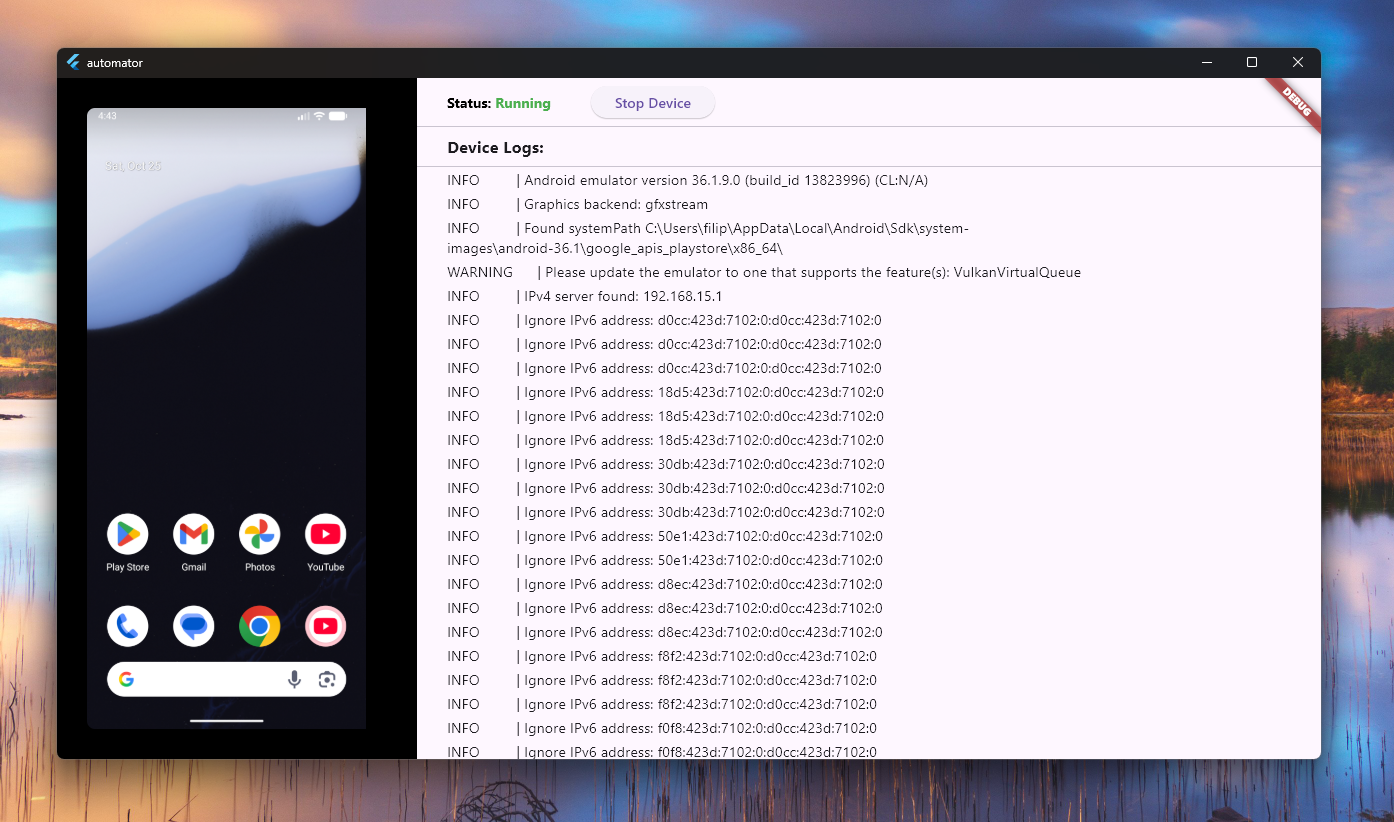 automator
4:43
Sat, Oct 25
Play Store
Gmail
Photos
YouTube
Status: Running
Stop Device
DEBUG
Device Logs:
INFO | Android emulator version 36.1.9.0 (build_id 13823996) (CL:N/A)
INFO | Graphics backend: gfxstream
INFO | Found systemPath C:\Users\filip\AppData\Local\Android\Sdk\system-
images\android-36.1\google_apis_playstore\x86_64\
WARNING | Please update the emulator to one that supports the feature(s): VulkanVirtualQueue
INFO | IPv4 server found: 192.168.15.1
INFO | Ignore IPv6 address: d0cc:423d:7102:0:d0cc:423d:7102:0
INFO | Ignore IPv6 address: d0cc:423d:7102:0:d0cc:423d:7102:0
INFO | Ignore IPv6 address: d0cc:423d:7102:0:d0cc:423d:7102:0
INFO | Ignore IPv6 address: 18d5:423d:7102:0:d0cc:423d:7102:0
INFO | Ignore IPv6 address: 18d5:423d:7102:0:d0cc:423d:7102:0
INFO | Ignore IPv6 address: 18d5:423d:7102:0:d0cc:423d:7102:0
INFO | Ignore IPv6 address: 30db:423d:7102:0:d0cc:423d:7102:0
INFO | Ignore IPv6 address: 30db:423d:7102:0:d0cc:423d:7102:0
INFO | Ignore IPv6 address: 30db:423d:7102:0:d0cc:423d:7102:0
INFO | Ignore IPv6 address: 50e1:423d:7102:0:d0cc:423d:7102:0
INFO | Ignore IPv6 address: 50e1:423d:7102:0:d0cc:423d:7102:0
INFO | Ignore IPv6 address: d8ec:423d:7102:0:d0cc:423d:7102:0
INFO | Ignore IPv6 address: d8ec:423d:7102:0:d0cc:423d:7102:0
INFO | Ignore IPv6 address: d8ec:423d:7102:0:d0cc:423d:7102:0
INFO | Ignore IPv6 address: f8f2:423d:7102:0:d0cc:423d:7102:0
INFO | Ignore IPv6 address: f8f2:423d:7102:0:d0cc:423d:7102:0
INFO | Ignore IPv6 address: f8f2:423d:7102:0:d0cc:423d:7102:0
INFO | Ignore IPv6 address: f0f8:423d:7102:0:d0cc:423d:7102:0
INFO | Ignore IPv6 address: f0f8:423d:7102:0:d0cc:423d:7102:0